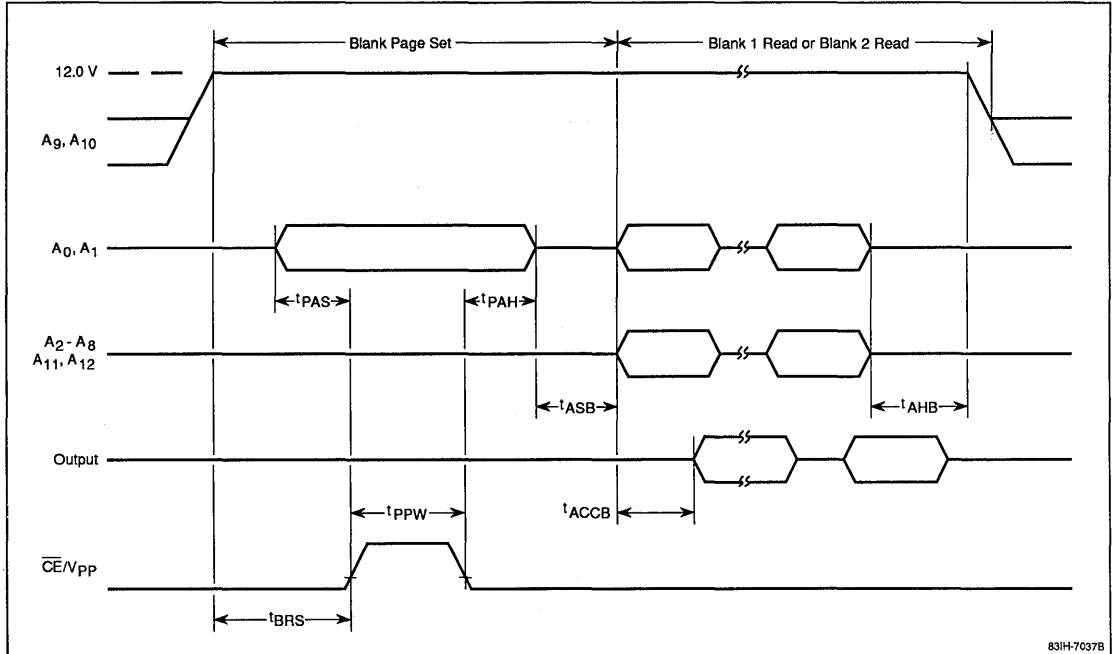 Blank Page Set
Blank 1 Read or Blank 2 Read
12.0 V
A9, A10
A0, A1
tPAS
tPAH
A2 - A8
A11, A12
tASB
tAHB
Output
tPPW
tACCB
CE/VPP
tBRS
83IH-7037B